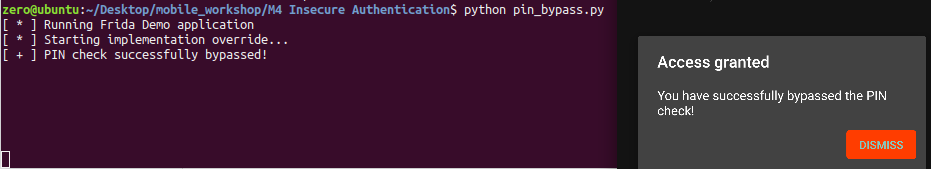 zero@ubuntu:~/Desktop/mobile_workshop/M4 Insecure Authentication$ python pin_bypass.py
[ * ] Running Frida Demo application
[ * ] Starting implementation override...
[ + ] PIN check successfully bypassed!
Access granted
You have successfully bypassed the PIN
check!
DISMISS